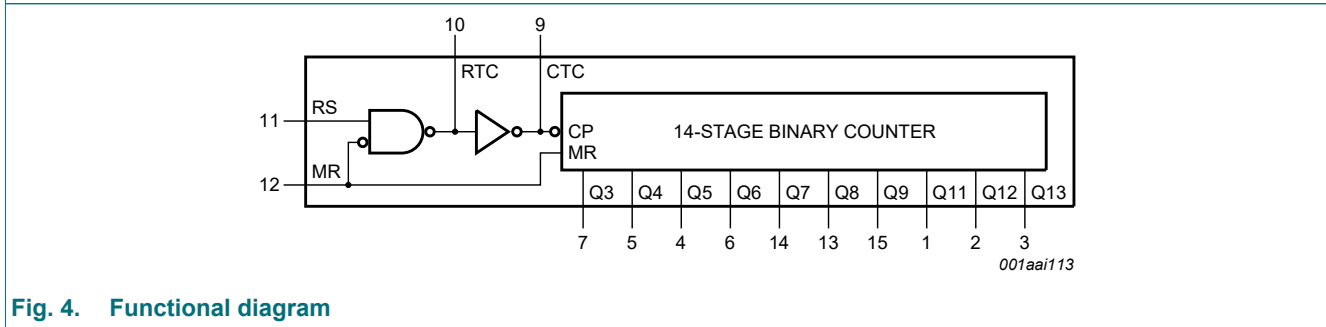 10 9
RTC CTC
11 RS
CP 14-STAGE BINARY COUNTER
MR
12 MR
Q3 Q4 Q5 Q6 Q7 Q8 Q9 Q11 Q12 Q13
7 5 4 6 14 13 15 1 2 3
001aai113
Fig. 4. Functional diagram